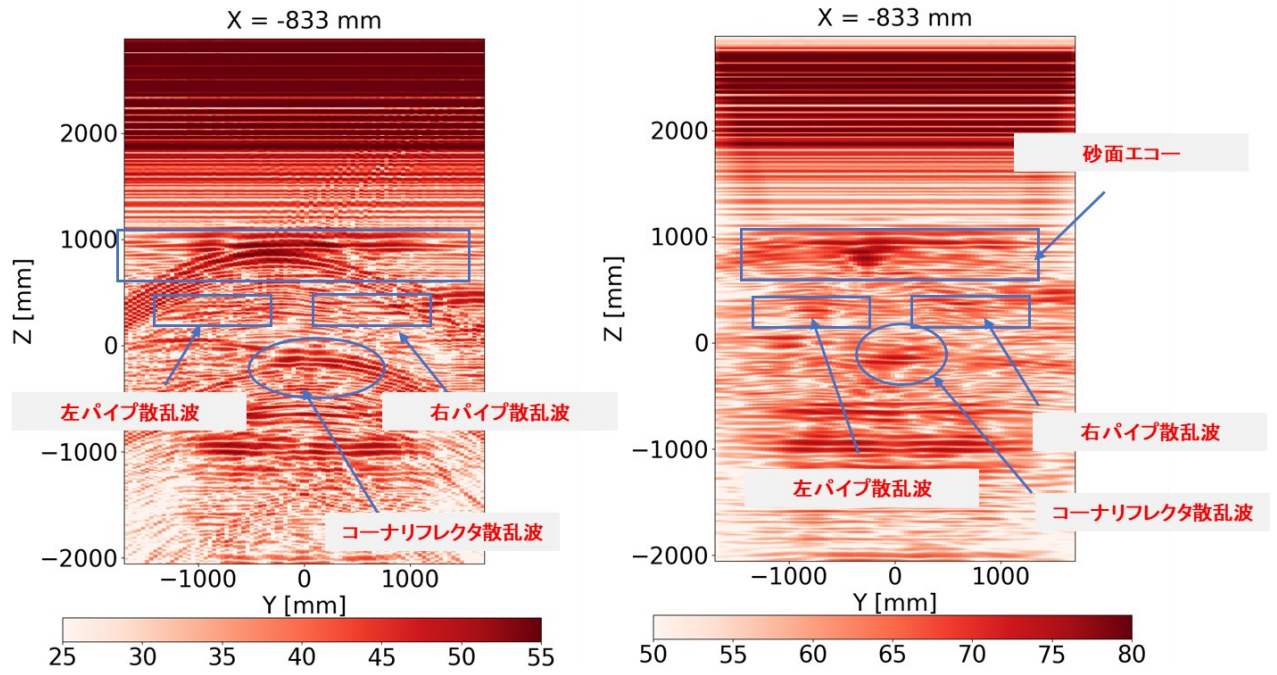 X = -833 mm
2000
1000
0
−1000
−2000
Z [mm]
左パイプ散乱波
右パイプ散乱波
コーナリフレクタ散乱波
−1000
0
1000
Y [mm]
25
30
35
40
45
50
55
X = -833 mm
2000
1000
0
−1000
−2000
Z [mm]
砂面エコー
右パイプ散乱波
左パイプ散乱波
コーナリフレクタ散乱波
−1000
0
1000
Y [mm]
50
55
60
65
70
75
80